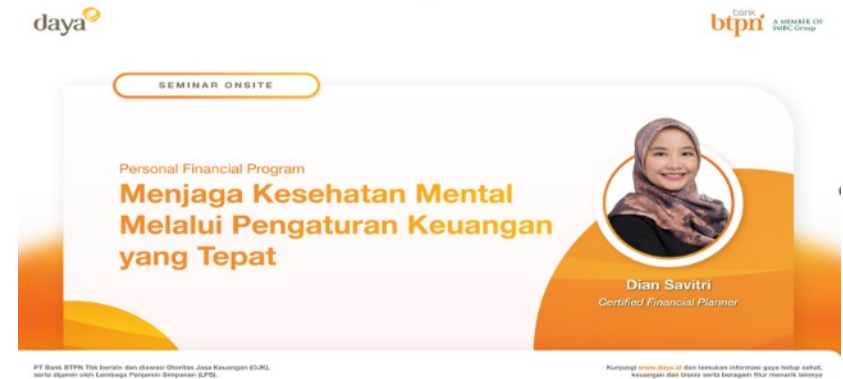 daya
bank
btpn
A MEMBER OF
SMBC Group
SEMINAR ONSITE
Personal Financial Program
Menjaga Kesehatan Mental
Melalui Pengaturan Keuangan
yang Tepat
Dian Savitri
Certified Financial Planner
PT Bank BTPN Tbk berizin dan diawasi Otoritas Jasa Keuangan (OJK),
serta dijamin oleh Lembaga Penjamin Simpanan (LPS).
Kunjungi www.daya.id dan temukan informasi gaya hidup sehat,
keuangan dan bisnis serta beragam fitur menarik lainnya